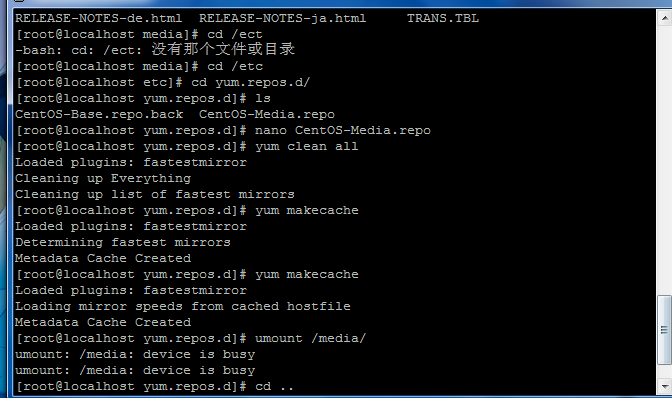 RELEASE-NOTES-de.html  RELEASE-NOTES-ja.html     TRANS.TBL
[root@localhost media]# cd /ect
-bash: cd: /ect: 没有那个文件或目录
[root@localhost media]# cd /etc
[root@localhost etc]# cd yum.repos.d/
[root@localhost yum.repos.d]# ls
CentOS-Base.repo.back  CentOS-Media.repo
[root@localhost yum.repos.d]# nano CentOS-Media.repo
[root@localhost yum.repos.d]# yum clean all
Loaded plugins: fastestmirror
Cleaning up Everything
Cleaning up list of fastest mirrors
[root@localhost yum.repos.d]# yum makecache
Loaded plugins: fastestmirror
Determining fastest mirrors
Metadata Cache Created
[root@localhost yum.repos.d]# yum makecache
Loaded plugins: fastestmirror
Loading mirror speeds from cached hostfile
Metadata Cache Created
[root@localhost yum.repos.d]# umount /media/
umount: /media: device is busy
umount: /media: device is busy
[root@localhost yum.repos.d]# cd ..